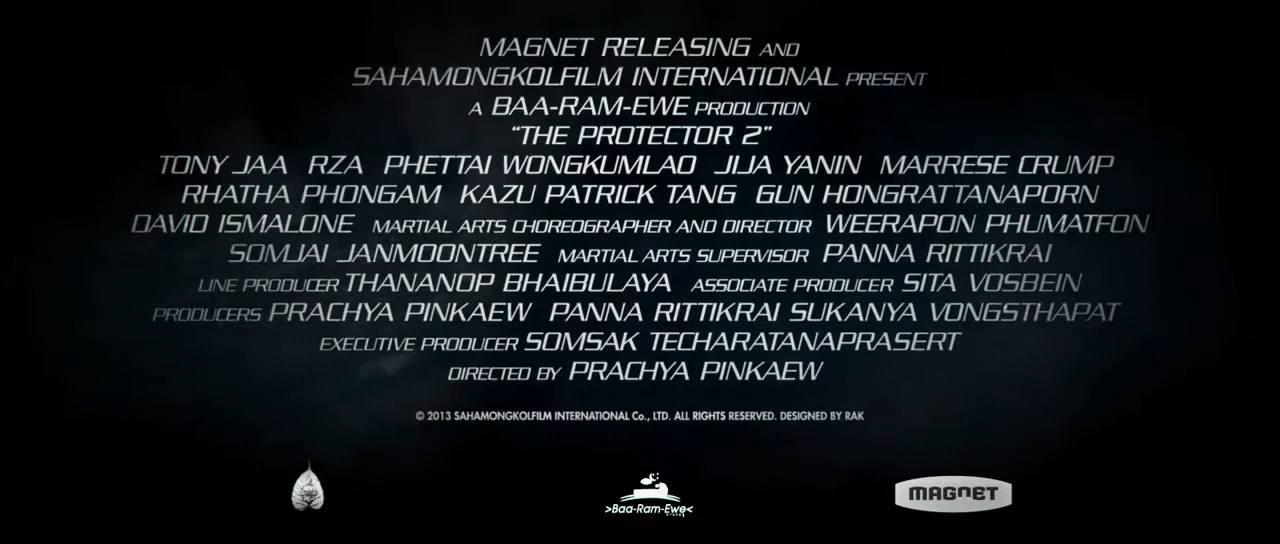 MAGNET RELEASING AND
SAHAMONGKOLFILM INTERNATIONAL PRESENT
A BAA-RAM-EWE PRODUCTION
"THE PROTECTOR 2"
TONY JAA RZA PHETTAI WONGKUMLAO JIJA YANIN MARRESE CRUMP
RHATHA PHONGAM KAZU PATRICK TANG GUN HONGRATTANAPORN
DAVID ISMALONE MARTIAL ARTS CHOREOGRAPHER AND DIRECTOR WEERAPON PHUMATFON
SOMJAI JANMOONTREE MARTIAL ARTS SUPERVISOR PANNA RITTIKRAI
LINE PRODUCER THANANOP BHAIBULAYA ASSOCIATE PRODUCER SITA VOSBEIN
PRODUCERS PRACHYA PINKAEW PANNA RITTIKRAI SUKANYA VONGSTHAPAT
EXECUTIVE PRODUCER SOMSAK TECHARATANAPRASERT
DIRECTED BY PRACHYA PINKAEW
© 2013 SAHAMONGKOLFILM INTERNATIONAL Co., LTD. ALL RIGHTS RESERVED. DESIGNED BY RAK
>Baa-Ram-Ewe<
MAGNET